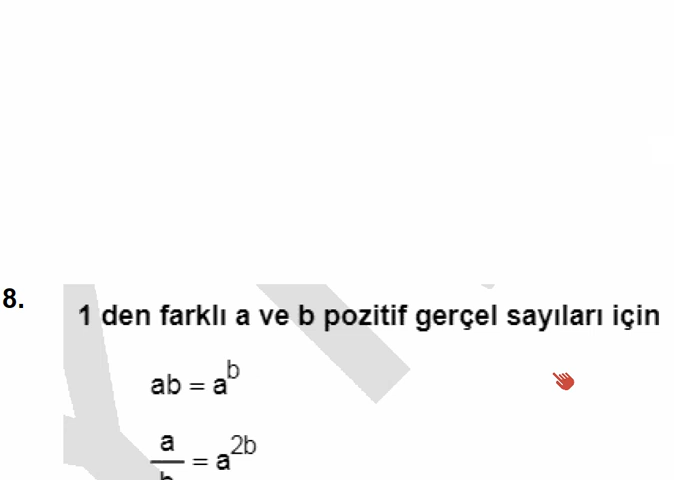 8.
1 den farklı a ve b pozitif gerçel sayıları için
ab = a^b
a/b = a^2b